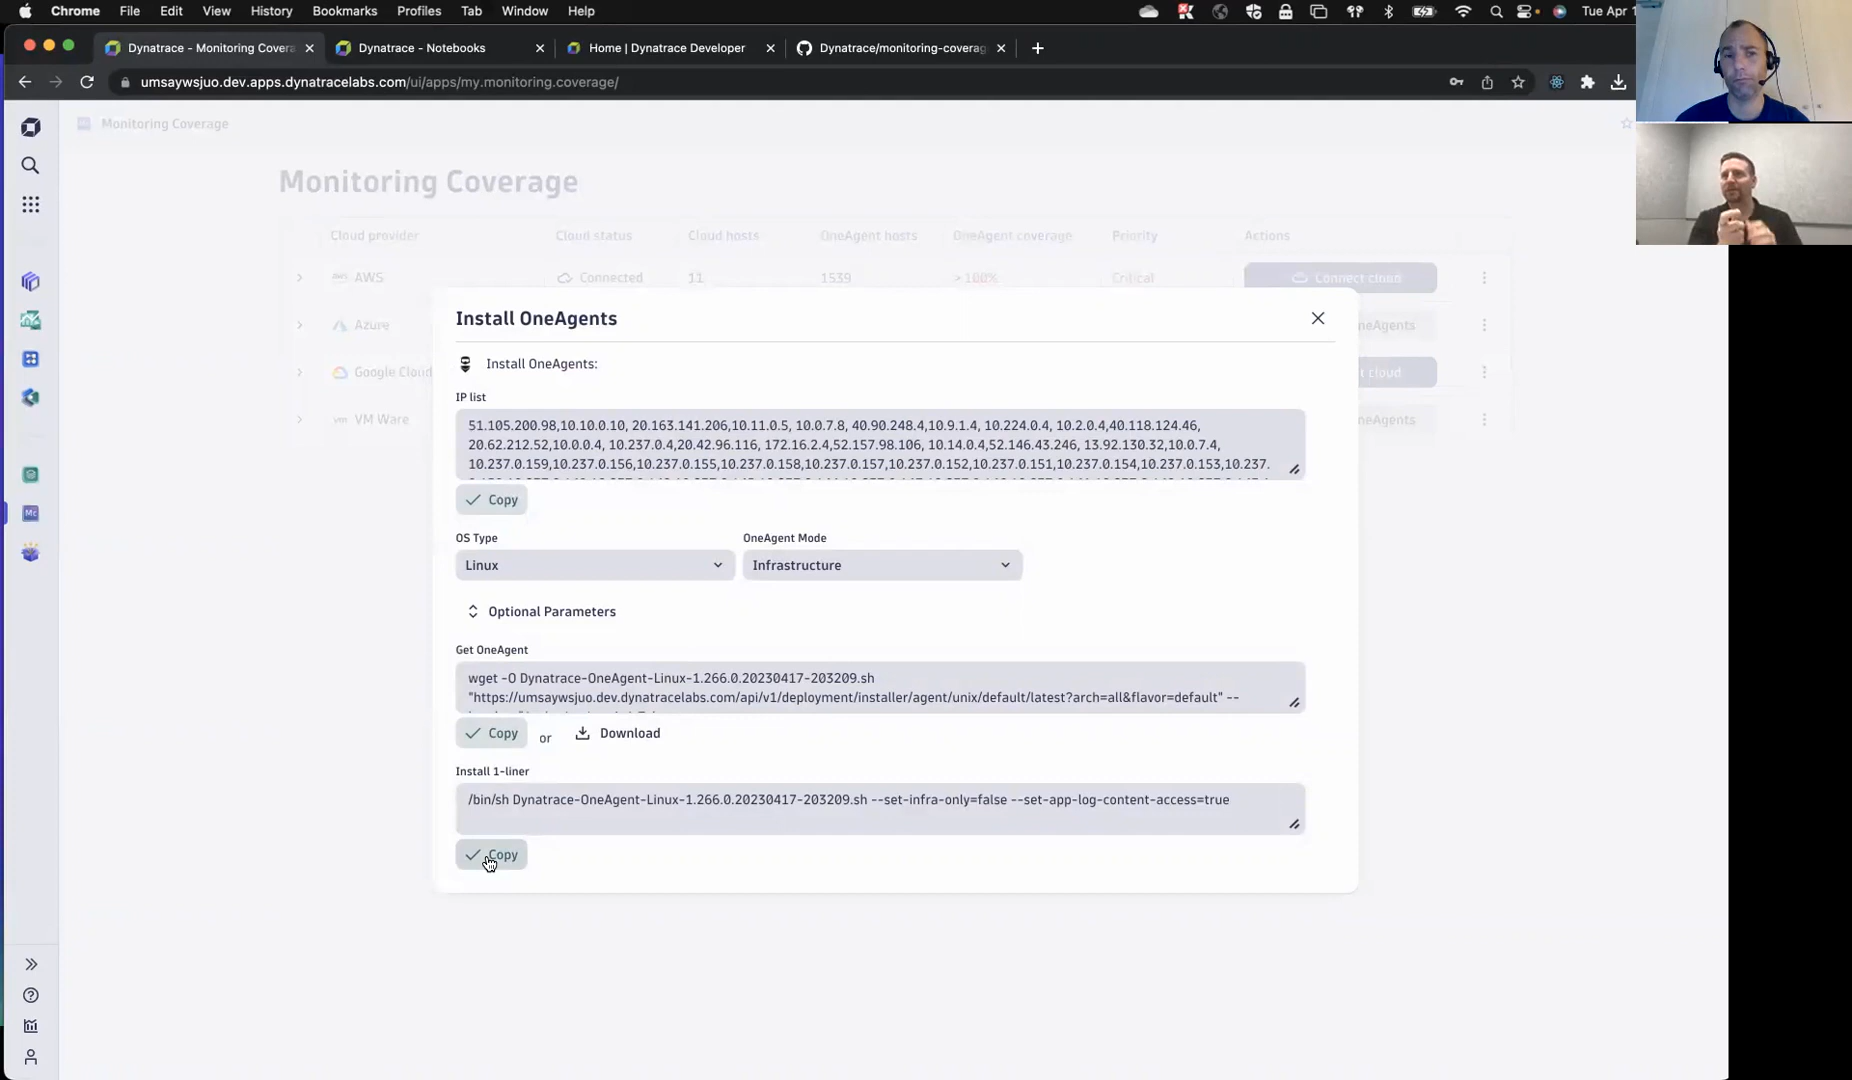 Chrome File Edit View History Bookmarks Profiles Tab Window Help
Tue Apr 1
Dynatrace - Monitoring Covera
Dynatrace - Notebooks
Home | Dynatrace Developer
Dynatrace/monitoring-coverag
umsaywsjuo.dev.apps.dynatracelabs.com/ui/apps/my.monitoring.coverage/
Monitoring Coverage
Monitoring Coverage
Cloud provider Cloud status Cloud hosts OneAgent hosts OneAgent coverage Priority Actions
AWS Connected 11 1539 >100% Critical Connect cloud
Azure
neAgents
Google Cloud
t cloud
VM Ware
neAgents
Mc
Install OneAgents
Install OneAgents:
IP list
51.105.200.98,10.10.0.10, 20.163.141.206,10.11.0.5, 10.0.7.8, 40.90.248.4,10.9.1.4, 10.224.0.4, 10.2.0.4,40.118.124.46,
20.62.212.52,10.0.0.4, 10.237.0.4,20.42.96.116, 172.16.2.4,52.157.98.106, 10.14.0.4,52.146.43.246, 13.92.130.32,10.0.7.4,
10.237.0.159,10.237.0.156,10.237.0.155,10.237.0.158,10.237.0.157,10.237.0.152,10.237.0.151,10.237.0.154,10.237.0.153,10.237.
Copy
OS Type OneAgent Mode
Linux Infrastructure
Optional Parameters
Get OneAgent
wget -O Dynatrace-OneAgent-Linux-1.266.0.20230417-203209.sh
"https://umsaywsjuo.dev.dynatracelabs.com/api/v1/deployment/installer/agent/unix/default/latest?arch=all&flavor=default" --
Copy or Download
Install 1-liner
/bin/sh Dynatrace-OneAgent-Linux-1.266.0.20230417-203209.sh --set-infra-only=false --set-app-log-content-access=true
Copy